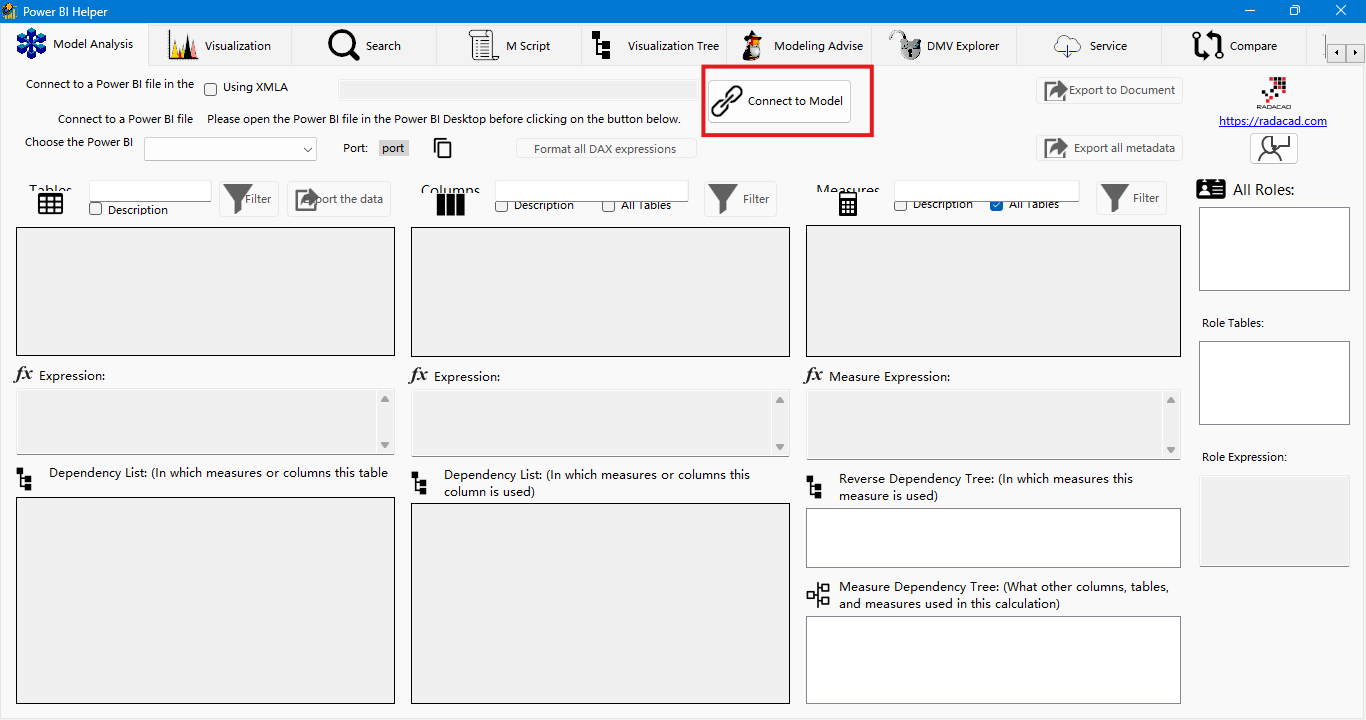 Power BI Helper
Model Analysis
Visualization
Search
M Script
Visualization Tree
Modeling Advise
DMV Explorer
Service
Compare
Connect to a Power BI file in the
Using XMLA
Connect to Model
Export to Document
RADACAD
https://radacad.com
Connect to a Power BI file
Please open the Power BI file in the Power BI Desktop before clicking on the button below.
Choose the Power BI
Port:
port
Format all DAX expressions
Export all metadata
Tables
Description
Filter
Export the data
Columns
Description
All Tables
Filter
Measures
Description
All Tables
Filter
All Roles:
Role Tables:
fx Expression:
fx Expression:
fx Measure Expression:
Role Expression:
Dependency List: (In which measures or columns this table
Dependency List: (In which measures or columns this
column is used)
Reverse Dependency Tree: (In which measures this
measure is used)
Measure Dependency Tree: (What other columns, tables,
and measures used in this calculation)